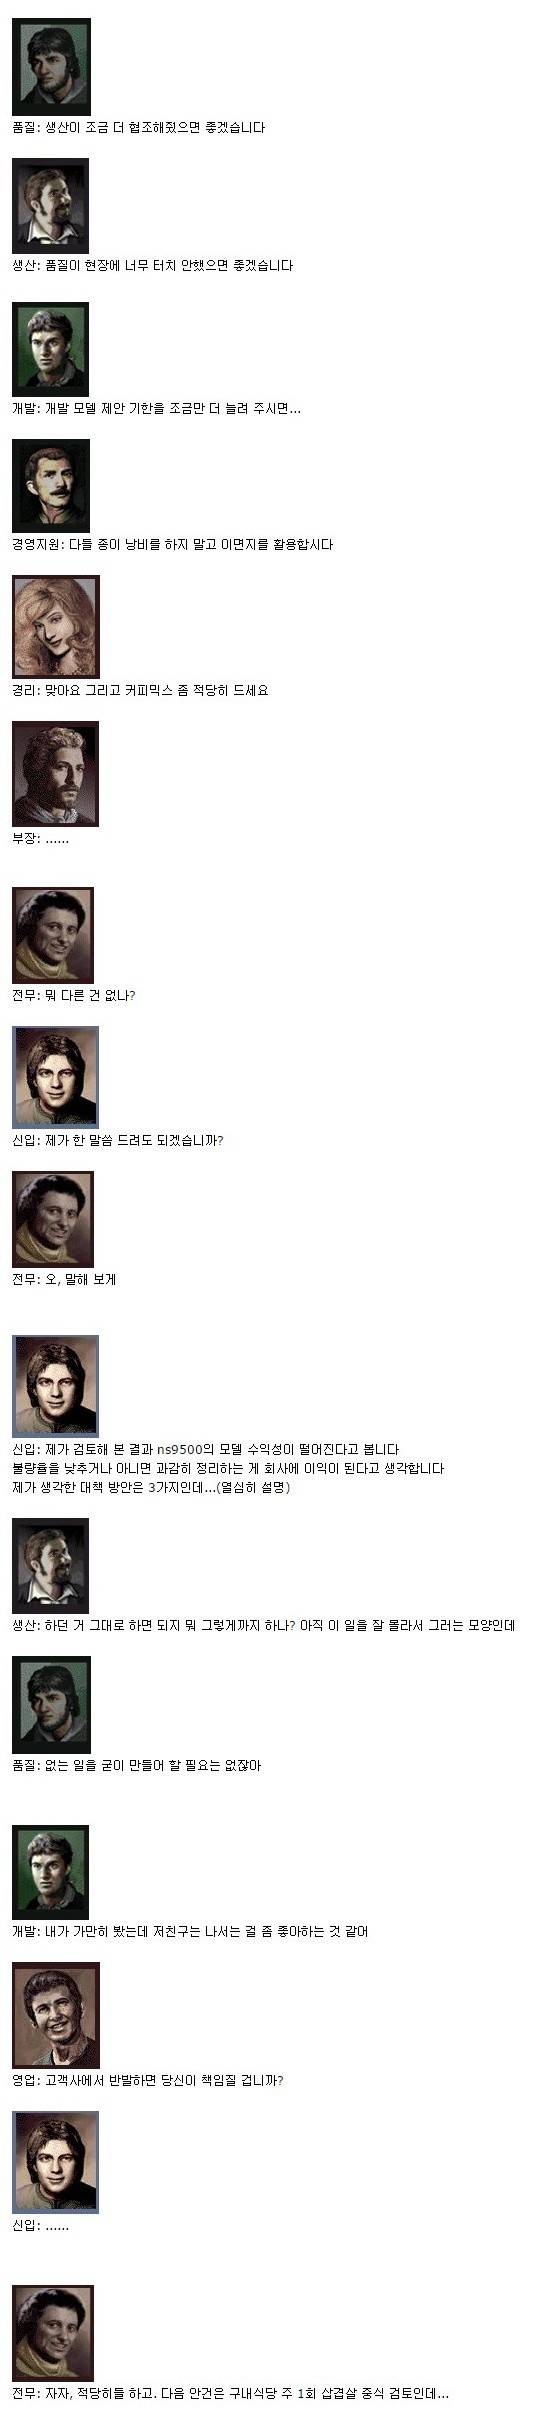 품질: 생산이 조금 더 협조해줬으면 좋겠습니다
생산: 품질이 현장에 너무 터치 안했으면 좋겠습니다
개발: 개발 모델 제안 기한을 조금만 더 늘려 주시면...
경영지원: 다들 종이 낭비를 하지 말고 이면지를 활용합시다
경리: 맞아요 그리고 커피믹스 좀 적당히 드세요
부장: ......
전무: 뭐 다른 건 없나?
신입: 제가 한 말씀 드려도 되겠습니까?
전무: 오, 말해 보게
신입: 제가 검토해 본 결과 ns9500의 모델 수익성이 떨어진다고 봅니다
불량율을 낮추거나 아니면 과감히 정리하는 게 회사에 이익이 된다고 생각합니다
제가 생각한 대책 방안은 3가지인데...(열심히 설명)
생산: 하던 거 그대로 하면 되지 뭐 그렇게까지 하나? 아직 이 일을 잘 몰라서 그러는 모양인데
품질: 없는 일을 굳이 만들어 할 필요는 없잖아
개발: 내가 가만히 봤는데 저친구는 나서는 걸 좀 좋아하는 것 같어
영업: 고객사에서 반발하면 당신이 책임질 겁니까?
신입: ......
전무: 자자, 적당히들 하고. 다음 안건은 구내식당 주 1회 삼겹살 중식 검토인데...